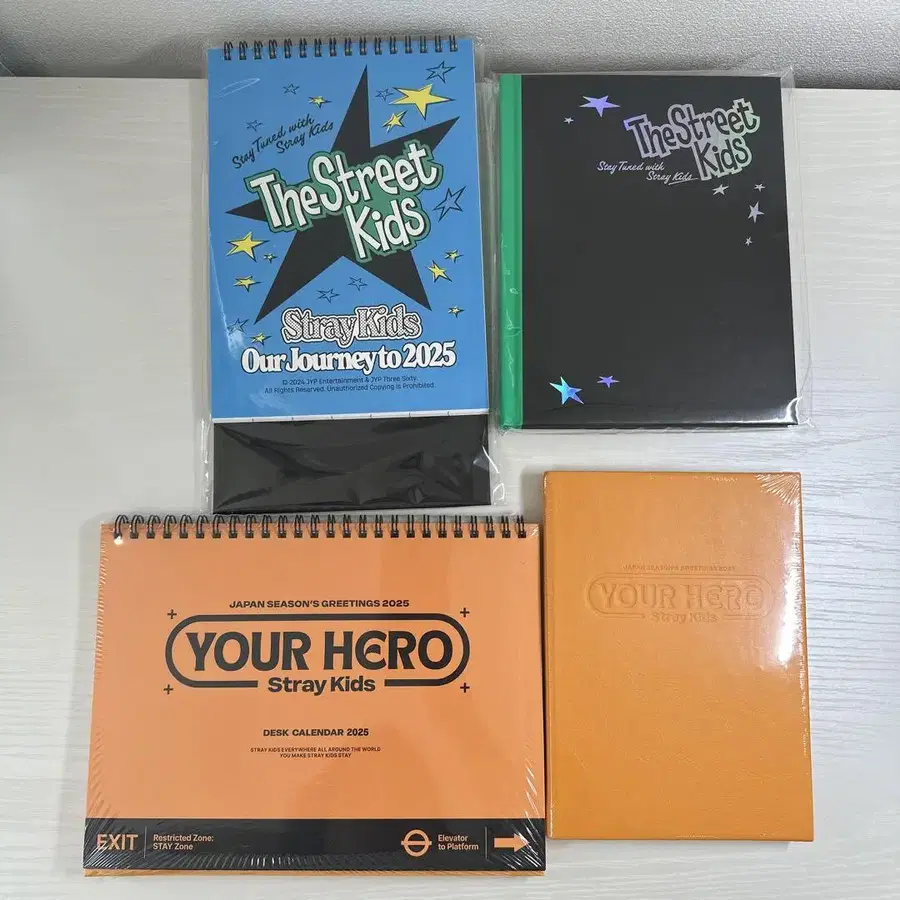 Stay Tuned with
Stray Kids
The Street
Kids
Stray Kids
Our Journey to 2025
© 2024 JYP Entertainment & JYP Three Sixty.
All Rights Reserved. Unauthorized Copying is Prohibited.
The Street
Kids
Stay Tuned with
Stray Kids
JAPAN SEASON'S GREETINGS 2025
YOUR HERO
Stray Kids
DESK CALENDAR 2025
STRAY KIDS EVERYWHERE ALL AROUND THE WORLD
YOU MAKE STRAY KIDS STAY
EXIT
Restricted Zone:
STAY Zone
Elevator
to Platform
JAPAN SEASON'S GREETINGS 2025
YOUR HERO
Stray Kids